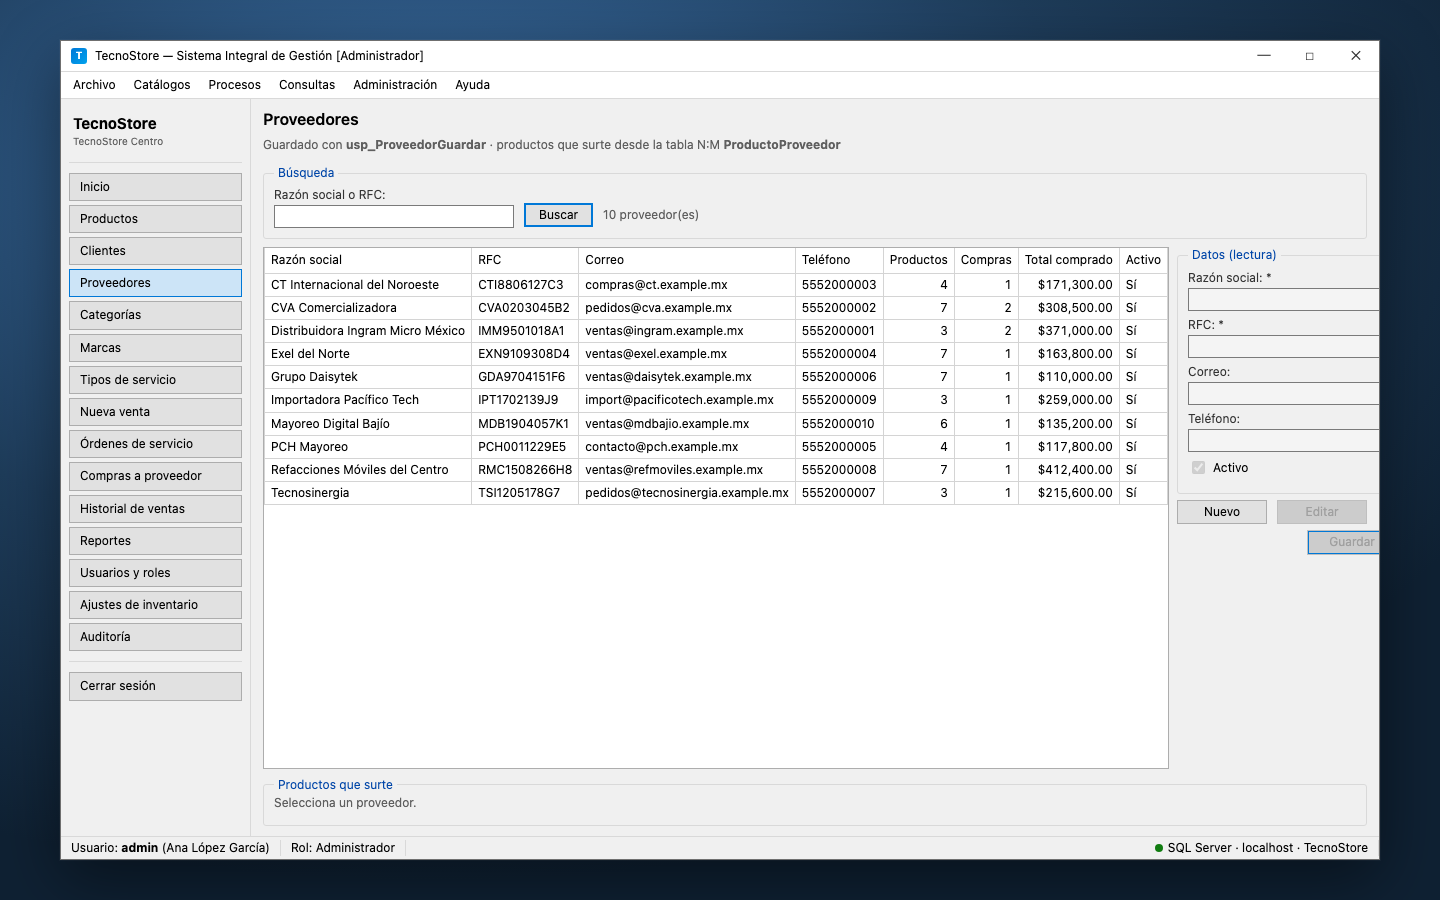 T TecnoStore — Sistema Integral de Gestión [Administrador]
Archivo Catálogos Procesos Consultas Administración Ayuda
TecnoStore
TecnoStore Centro
Inicio
Productos
Clientes
Proveedores
Categorías
Marcas
Tipos de servicio
Nueva venta
Órdenes de servicio
Compras a proveedor
Historial de ventas
Reportes
Usuarios y roles
Ajustes de inventario
Auditoría
Cerrar sesión
Proveedores
Guardado con usp_ProveedorGuardar · productos que surte desde la tabla N:M ProductoProveedor
Búsqueda
Razón social o RFC:
Buscar 10 proveedor(es)
Razón social RFC Correo Teléfono Productos Compras Total comprado Activo
CT Internacional del Noroeste CTI8806127C3 compras@ct.example.mx 5552000003 4 1 $171,300.00 Sí
CVA Comercializadora CVA0203045B2 pedidos@cva.example.mx 5552000002 7 2 $308,500.00 Sí
Distribuidora Ingram Micro México IMM9501018A1 ventas@ingram.example.mx 5552000001 3 2 $371,000.00 Sí
Exel del Norte EXN9109308D4 ventas@exel.example.mx 5552000004 7 1 $163,800.00 Sí
Grupo Daisytek GDA9704151F6 ventas@daisytek.example.mx 5552000006 7 1 $110,000.00 Sí
Importadora Pacífico Tech IPT1702139J9 import@pacificotech.example.mx 5552000009 3 1 $259,000.00 Sí
Mayoreo Digital Bajío MDB1904057K1 ventas@mdbajio.example.mx 5552000010 6 1 $135,200.00 Sí
PCH Mayoreo PCH0011229E5 contacto@pch.example.mx 5552000005 4 1 $117,800.00 Sí
Refacciones Móviles del Centro RMC1508266H8 ventas@refmoviles.example.mx 5552000008 7 1 $412,400.00 Sí
Tecnosinergia TSI1205178G7 pedidos@tecnosinergia.example.mx 5552000007 3 1 $215,600.00 Sí
Datos (lectura)
Razón social: *
RFC: *
Correo:
Teléfono:
Activo
Nuevo Editar
Guardar
Productos que surte
Selecciona un proveedor.
Usuario: admin (Ana López García) Rol: Administrador SQL Server · localhost · TecnoStore